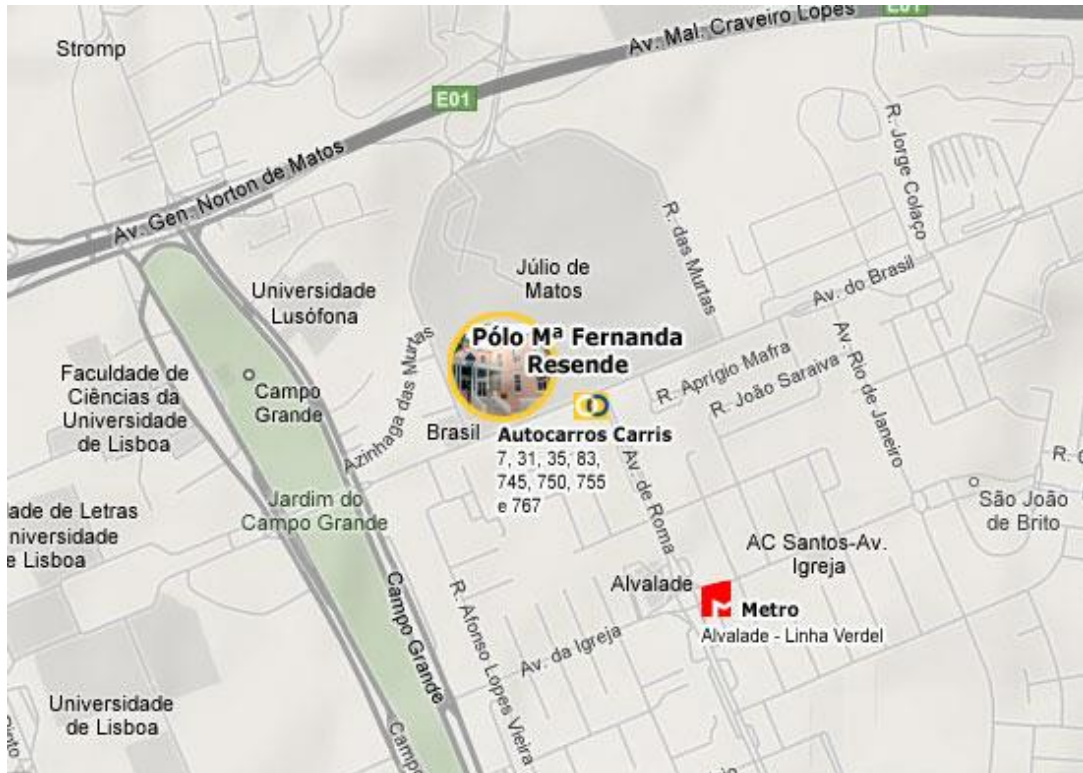 Av. Mal. Craveiro Lopes
E01
Stromp
E01
R. Jorge Colaço
Av. Gen. Norton de Matos
R. das Murtas
Júlio de
Matos
Av. do Brasil
Universidade
Lusófona
Azinhaga das Murtas
Pólo Mª Fernanda
Resende
Av. Rio de Janeiro
R. Aprígio Mafra
R. João Saraiva
Faculdade de
Ciências da
Universidade
de Lisboa
Campo
Grande
Brasil
Autocarros Carris
7, 31, 35, 83,
745, 750, 755
e 767
Av. de Roma
R.
Jardim do
Campo Grande
São João
de Brito
ade de Letras
niversidade
e Lisboa
AC Santos-Av.
Igreja
Alvalade
Metro
Alvalade - Linha Verdel
Campo Grande
R. Afonso Lopes Vieira
Av. da Igreja
Universidade
de Lisboa
Campo
into